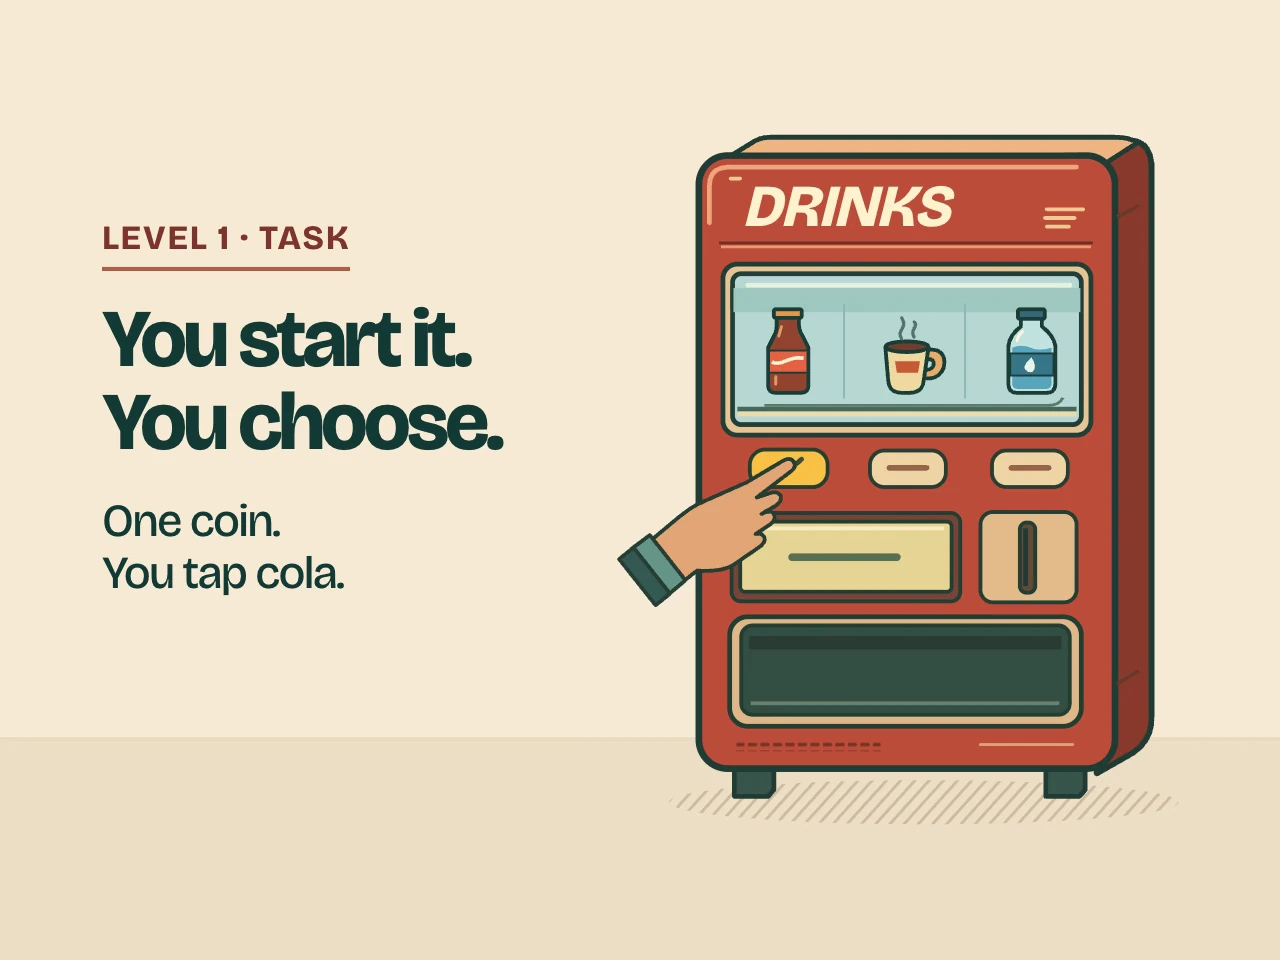 LEVEL 1 · TASK
You start it.
You choose.
One coin.
You tap cola.
DRINKS